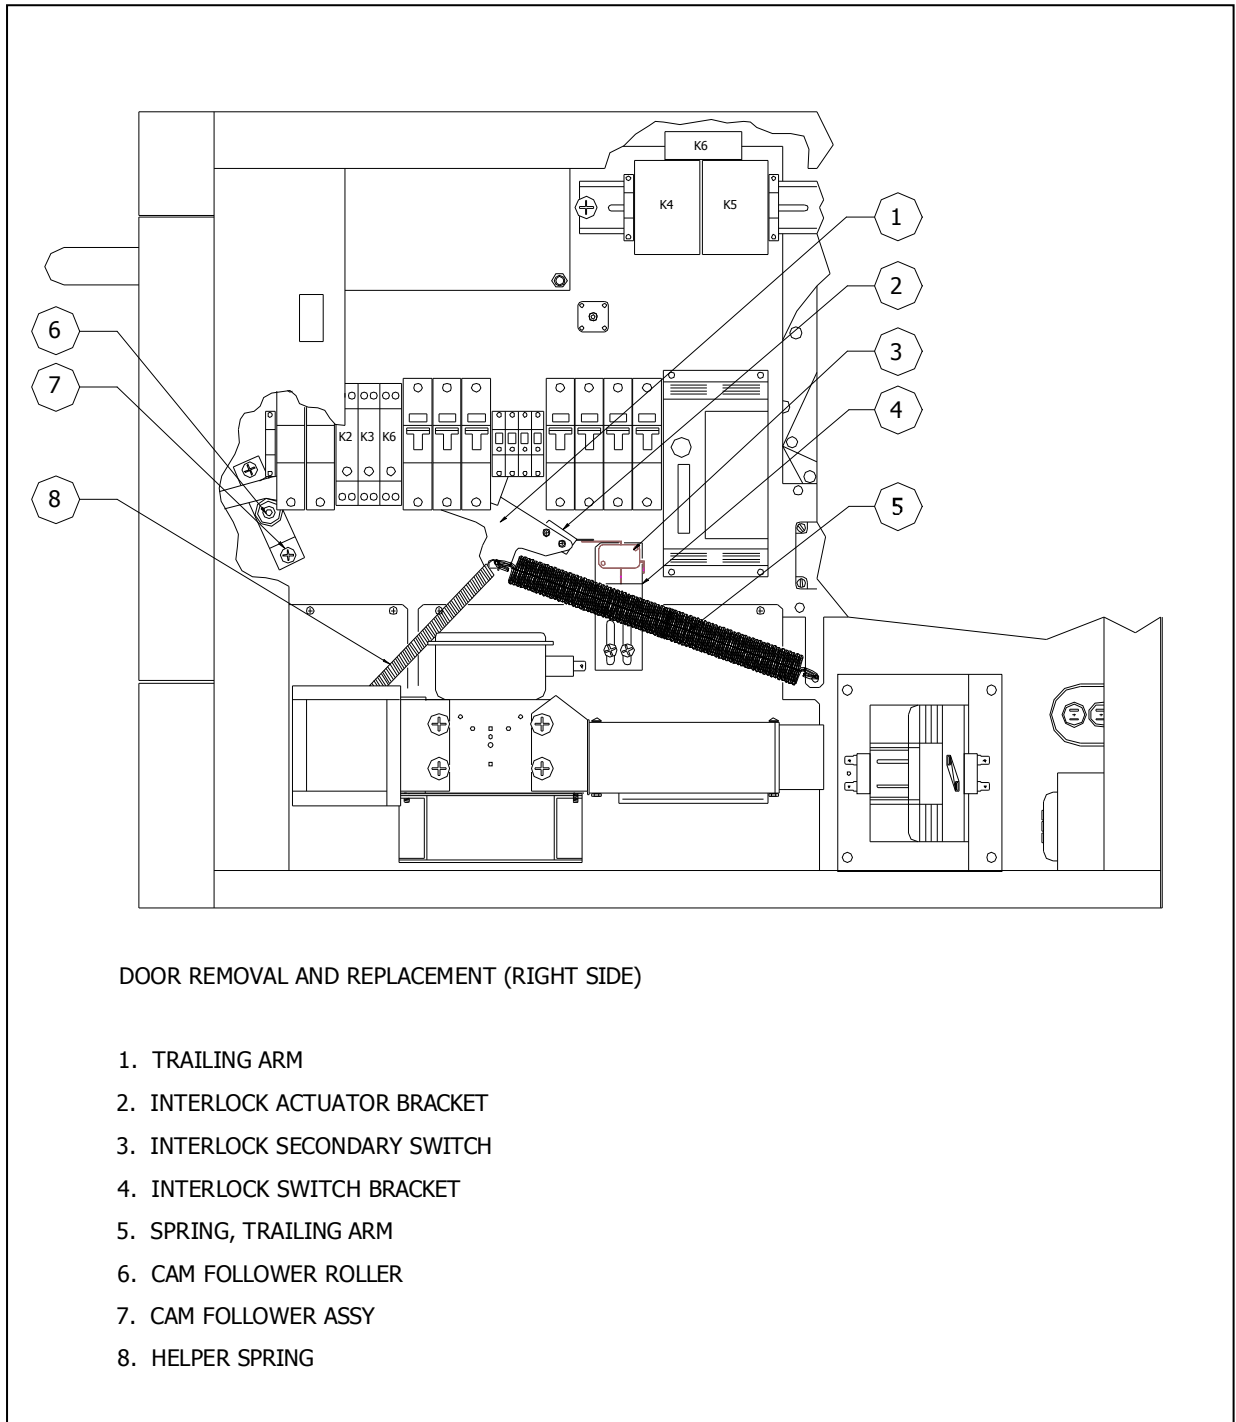 K6
K4 K5
1
2
3
6
7
4
K2 K3 K6
8
5
DOOR REMOVAL AND REPLACEMENT (RIGHT SIDE)
1. TRAILING ARM
2. INTERLOCK ACTUATOR BRACKET
3. INTERLOCK SECONDARY SWITCH
4. INTERLOCK SWITCH BRACKET
5. SPRING, TRAILING ARM
6. CAM FOLLOWER ROLLER
7. CAM FOLLOWER ASSY
8. HELPER SPRING